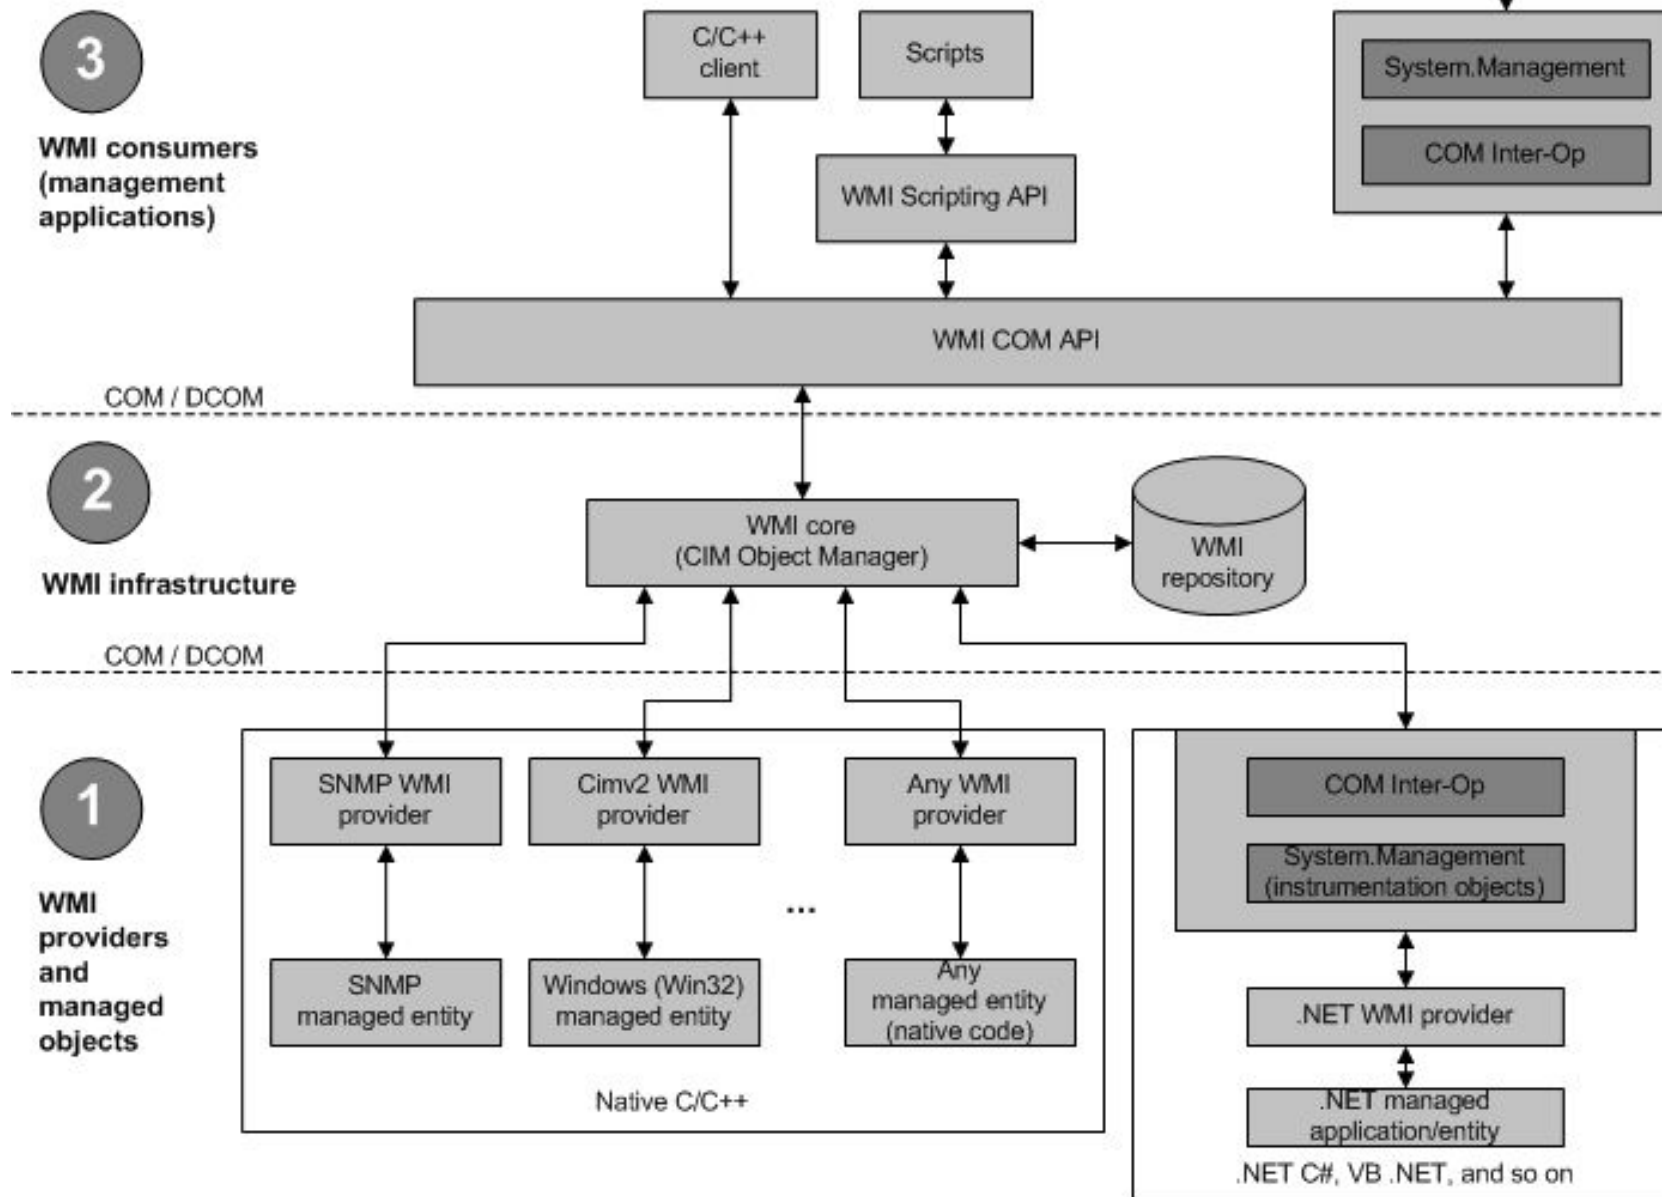 3
WMI consumers
(management
applications)
C/C++
client
Scripts
System.Management
COM Inter-Op
WMI Scripting API
WMI COM API
COM / DCOM
2
WMI infrastructure
WMI core
(CIM Object Manager)
WMI
repository
COM / DCOM
1
WMI
providers
and
managed
objects
SNMP WMI
provider
Cimv2 WMI
provider
Any WMI
provider
...
SNMP
managed entity
Windows (Win32)
managed entity
Any
managed entity
(native code)
Native C/C++
COM Inter-Op
System.Management
(instrumentation objects)
.NET WMI provider
.NET managed
application/entity
.NET C#, VB .NET, and so on